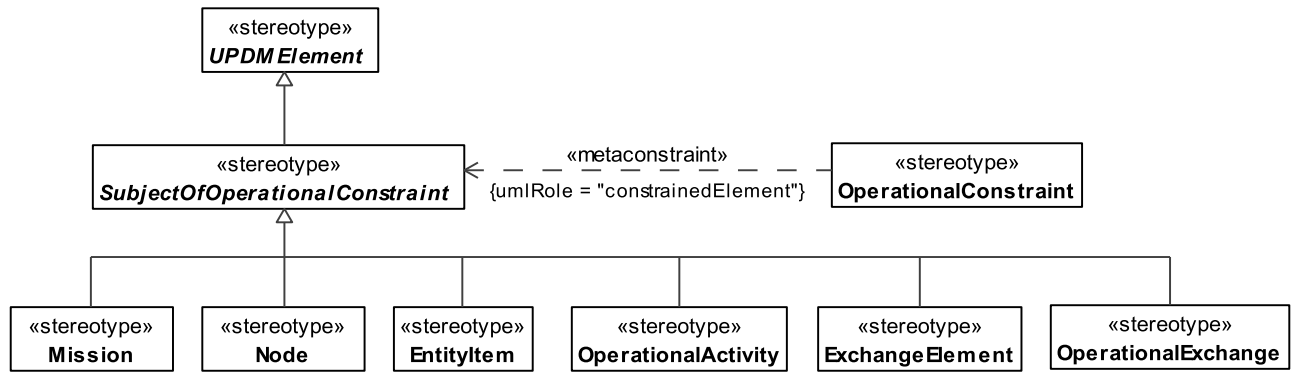 «stereotype»
UPDMElement
«stereotype»
SubjectOfOperationalConstraint
«metaconstraint»
{umlRole = "constrainedElement"}
«stereotype»
OperationalConstraint
«stereotype»
Mission
«stereotype»
Node
«stereotype»
EntityItem
«stereotype»
OperationalActivity
«stereotype»
ExchangeElement
«stereotype»
OperationalExchange